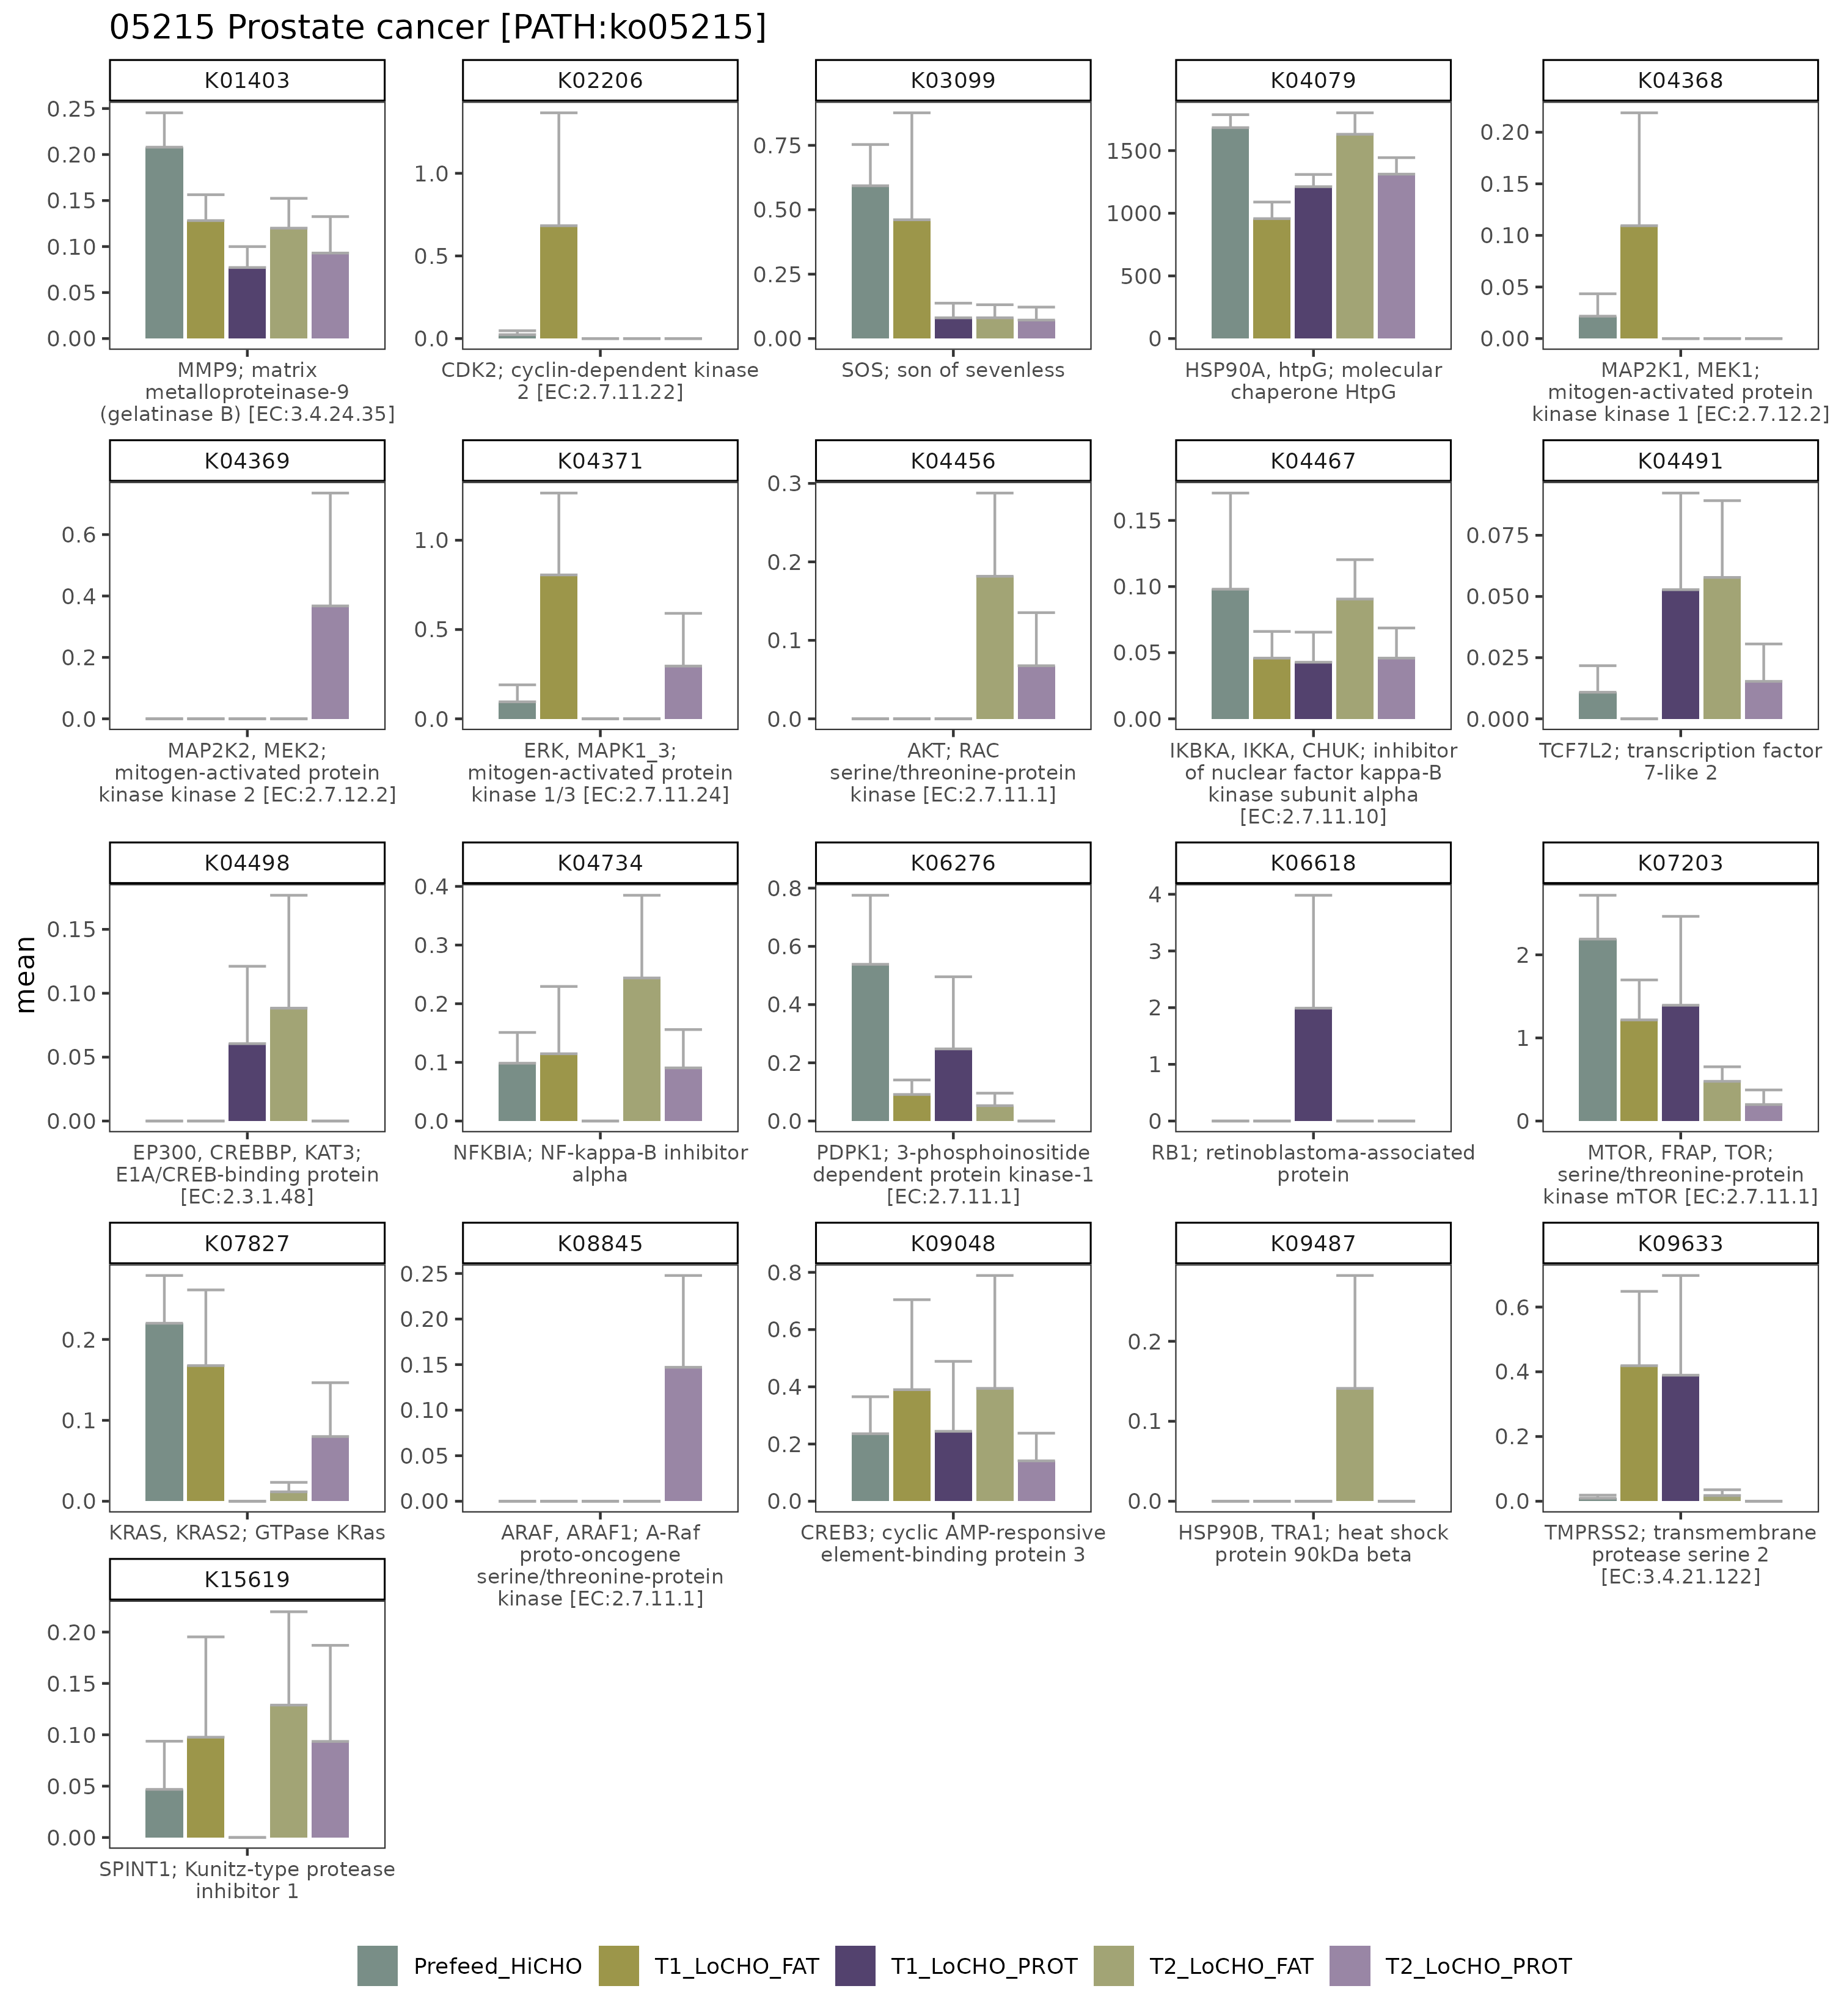 05215 Prostate cancer [PATH:ko05215]
K01403
K02206
K03099
K04079
K04368
0.25
0.20
0.15
0.10
0.05
0.00
1.0
0.5
0.0
0.75
0.50
0.25
0.00
1500
1000
500
0
0.20
0.15
0.10
0.05
0.00
MMP9; matrix
metalloproteinase-9
(gelatinase B) [EC:3.4.24.35]
CDK2; cyclin-dependent kinase
2 [EC:2.7.11.22]
SOS; son of sevenless
HSP90A, htpG; molecular
chaperone HtpG
MAP2K1, MEK1;
mitogen-activated protein
kinase kinase 1 [EC:2.7.12.2]
K04369
K04371
K04456
K04467
K04491
0.6
0.4
0.2
0.0
1.0
0.5
0.0
0.3
0.2
0.1
0.0
0.15
0.10
0.05
0.00
0.075
0.050
0.025
0.000
MAP2K2, MEK2;
mitogen-activated protein
kinase kinase 2 [EC:2.7.12.2]
ERK, MAPK1_3;
mitogen-activated protein
kinase 1/3 [EC:2.7.11.24]
AKT; RAC
serine/threonine-protein
kinase [EC:2.7.11.1]
IKBKA, IKKA, CHUK; inhibitor
of nuclear factor kappa-B
kinase subunit alpha
[EC:2.7.11.10]
TCF7L2; transcription factor
7-like 2
mean
K04498
K04734
K06276
K06618
K07203
0.15
0.10
0.05
0.00
0.4
0.3
0.2
0.1
0.0
0.8
0.6
0.4
0.2
0.0
4
3
2
1
0
2
1
0
EP300, CREBBP, KAT3;
E1A/CREB-binding protein
[EC:2.3.1.48]
NFKBIA; NF-kappa-B inhibitor
alpha
PDPK1; 3-phosphoinositide
dependent protein kinase-1
[EC:2.7.11.1]
RB1; retinoblastoma-associated
protein
MTOR, FRAP, TOR;
serine/threonine-protein
kinase mTOR [EC:2.7.11.1]
K07827
K08845
K09048
K09487
K09633
0.2
0.1
0.0
0.25
0.20
0.15
0.10
0.05
0.00
0.8
0.6
0.4
0.2
0.0
0.2
0.1
0.0
0.6
0.4
0.2
0.0
KRAS, KRAS2; GTPase KRas
ARAF, ARAF1; A-Raf
proto-oncogene
serine/threonine-protein
kinase [EC:2.7.11.1]
CREB3; cyclic AMP-responsive
element-binding protein 3
HSP90B, TRA1; heat shock
protein 90kDa beta
TMPRSS2; transmembrane
protease serine 2
[EC:3.4.21.122]
K15619
0.20
0.15
0.10
0.05
0.00
SPINT1; Kunitz-type protease
inhibitor 1
Prefeed_HiCHO
T1_LoCHO_FAT
T1_LoCHO_PROT
T2_LoCHO_FAT
T2_LoCHO_PROT